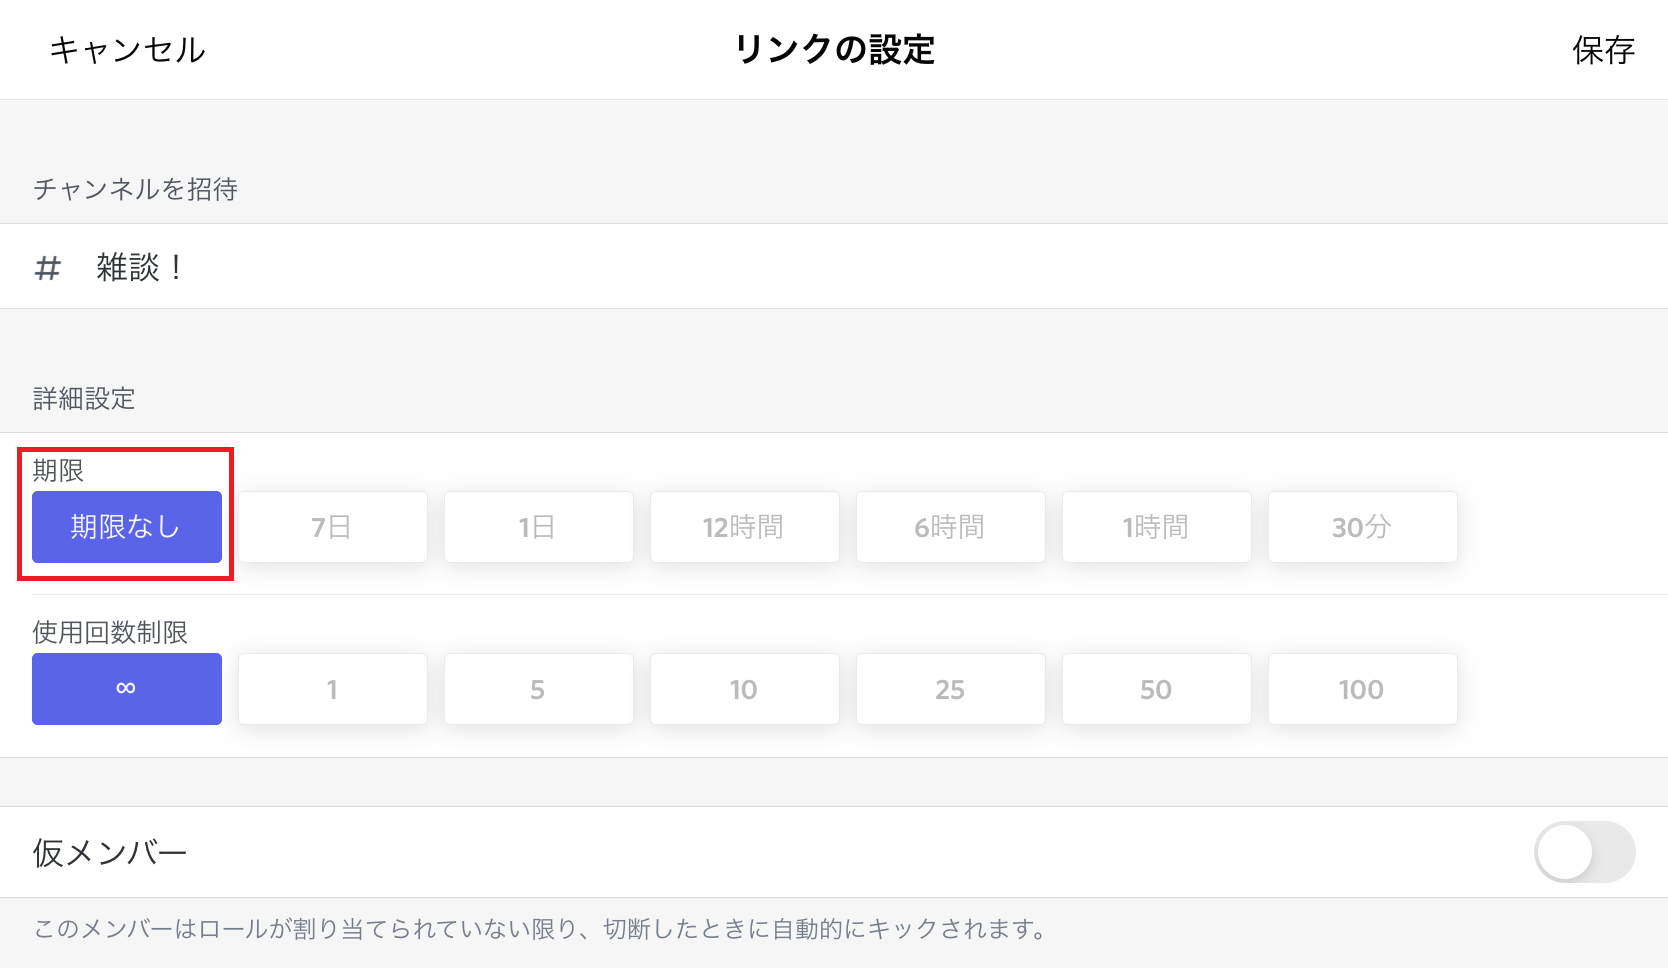 キャンセル リンクの設定 保存
チャンネルを招待
# 雑談！
詳細設定
期限
期限なし 7日 1日 12時間 6時間 1時間 30分
使用回数制限
∞ 1 5 10 25 50 100
仮メンバー
このメンバーはロールが割り当てられていない限り、切断したときに自動的にキックされます。